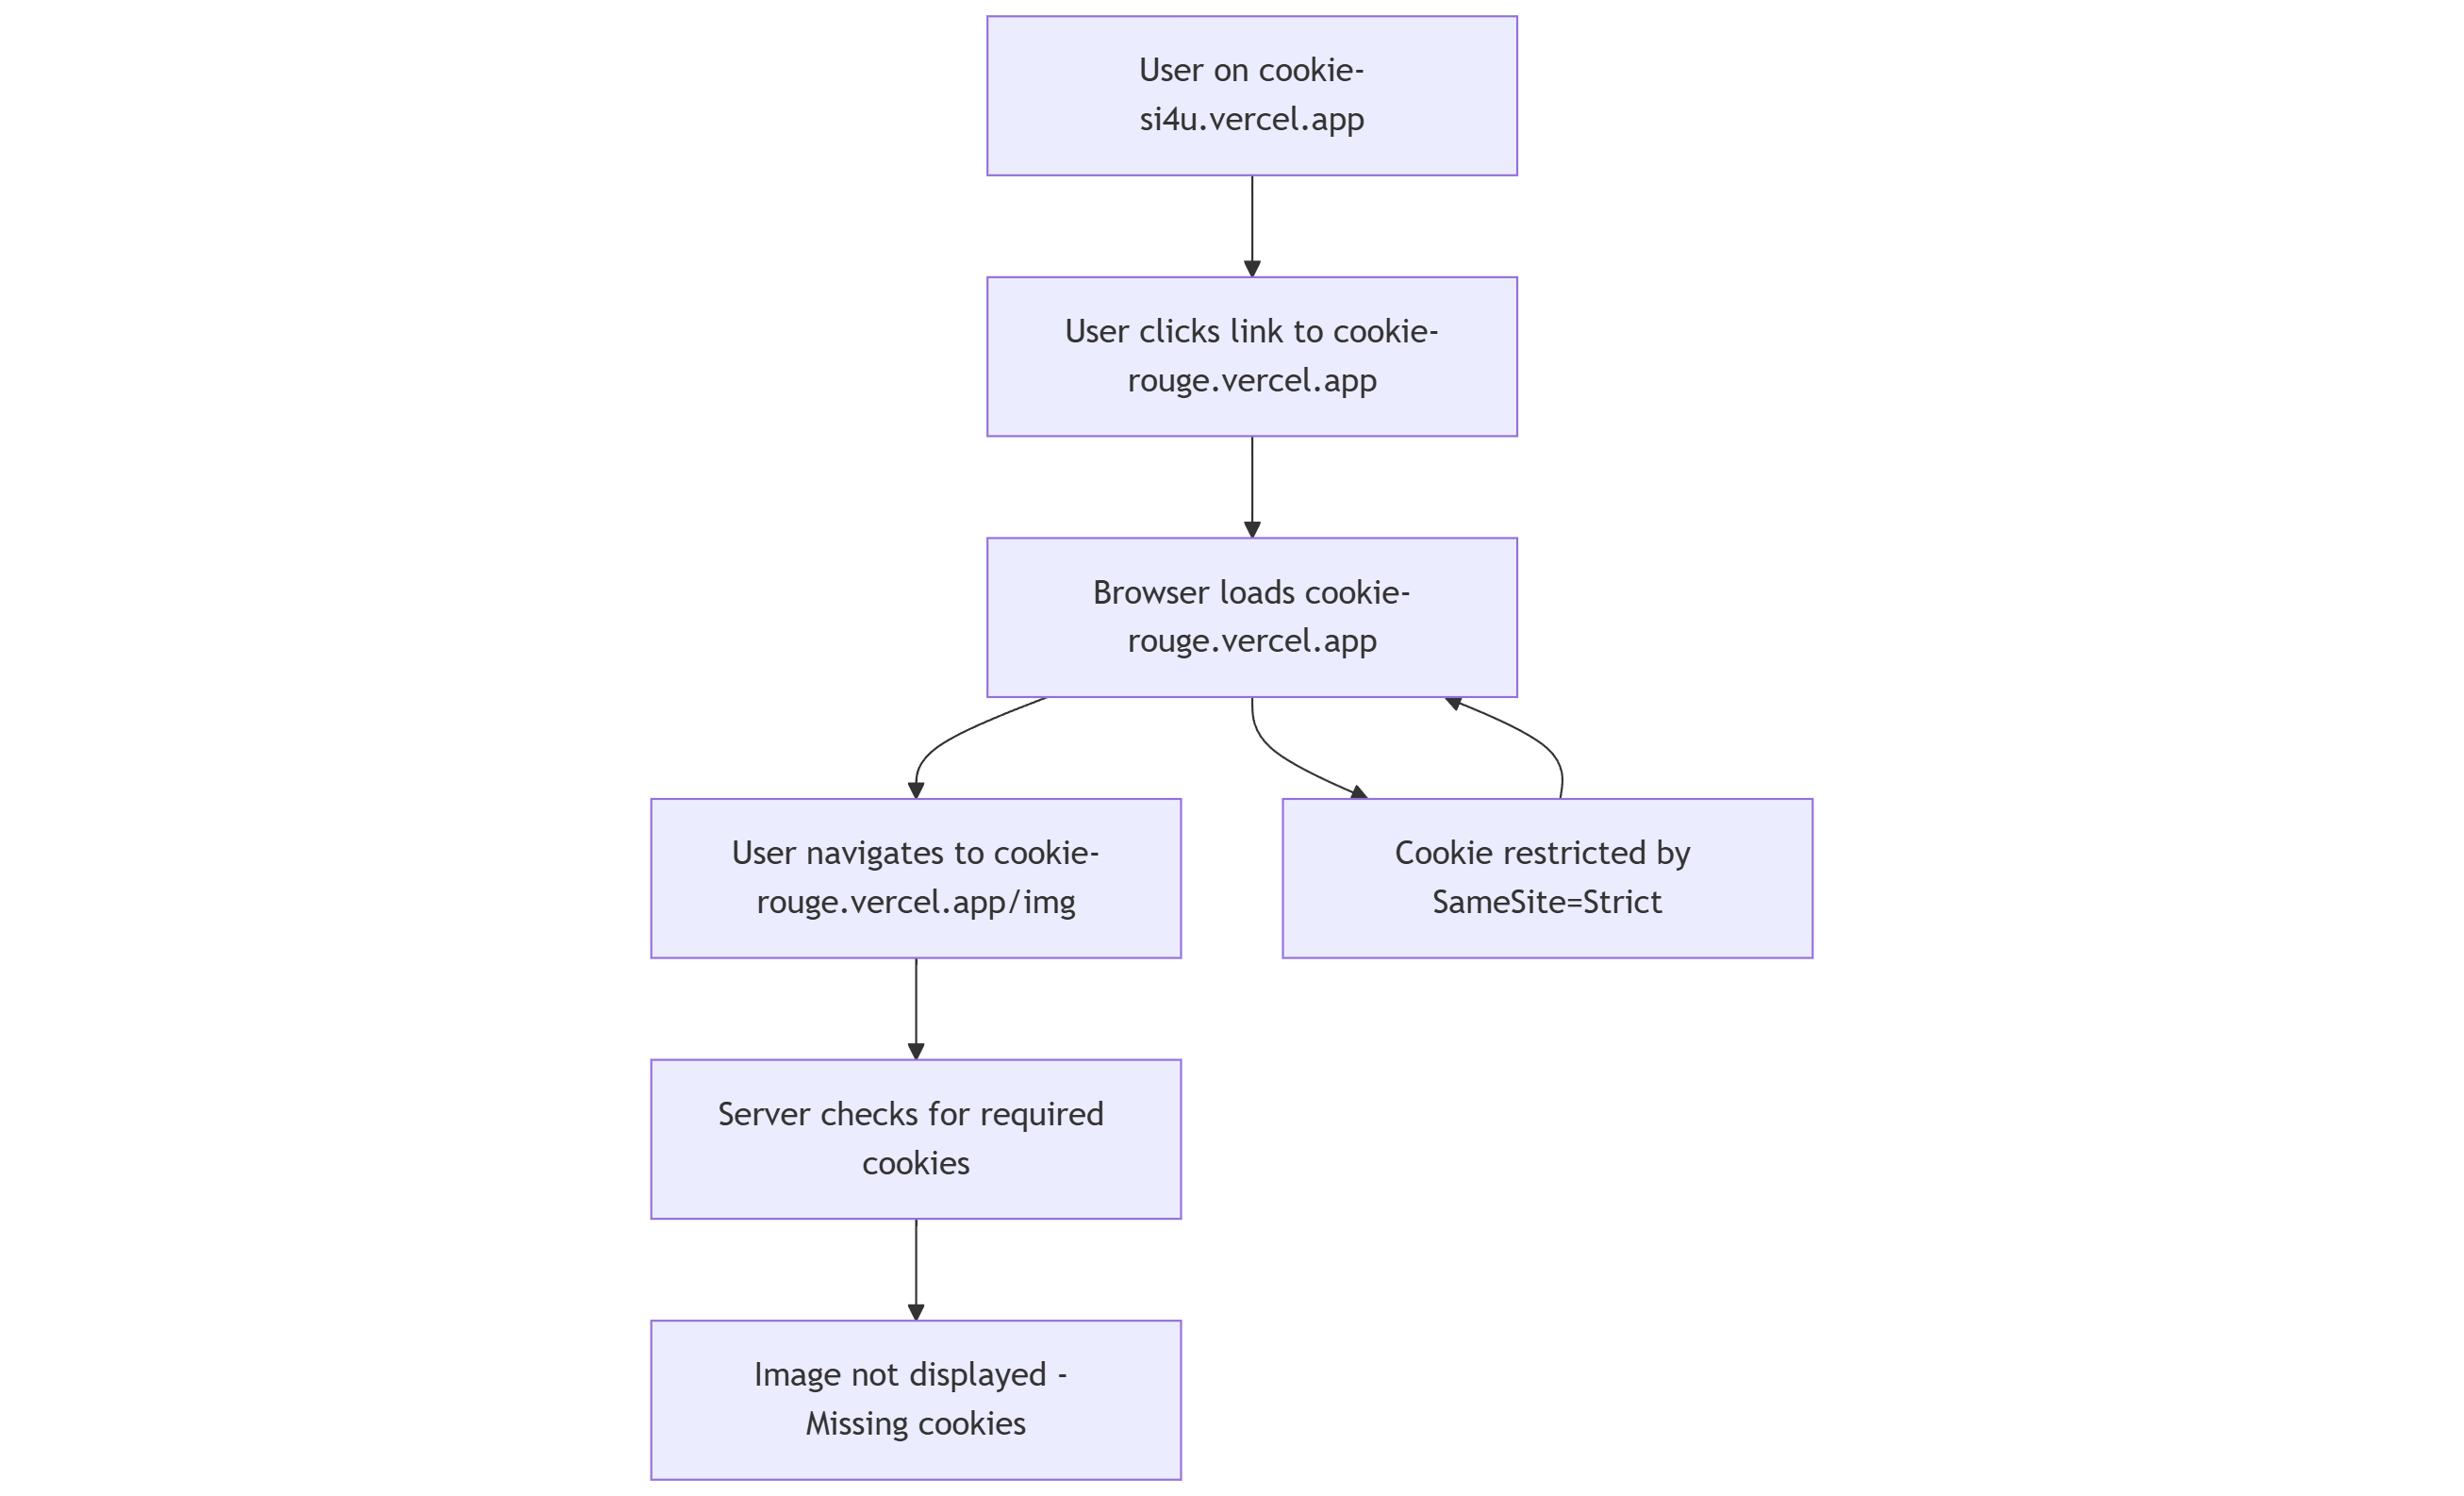 User on cookie-
si4u.vercel.app
User clicks link to cookie-
rouge.vercel.app
Browser loads cookie-
rouge.vercel.app
User navigates to cookie-
rouge.vercel.app/img
Cookie restricted by
SameSite=Strict
Server checks for required
cookies
Image not displayed -
Missing cookies